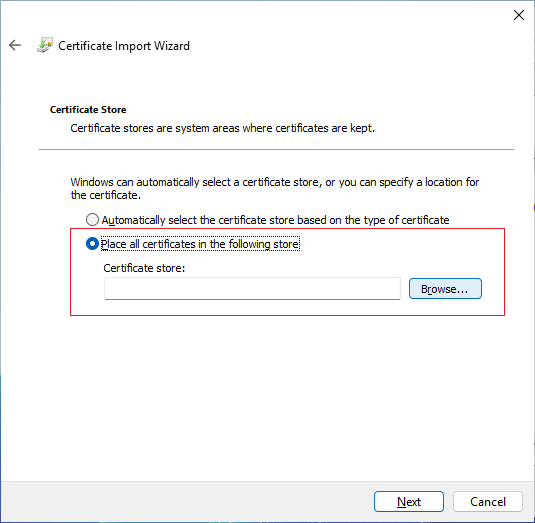 Certificate Import Wizard
Certificate Store
Certificate stores are system areas where certificates are kept.
Windows can automatically select a certificate store, or you can specify a location for
the certificate.
Automatically select the certificate store based on the type of certificate
Place all certificates in the following store
Certificate store:
Browse...
Next
Cancel